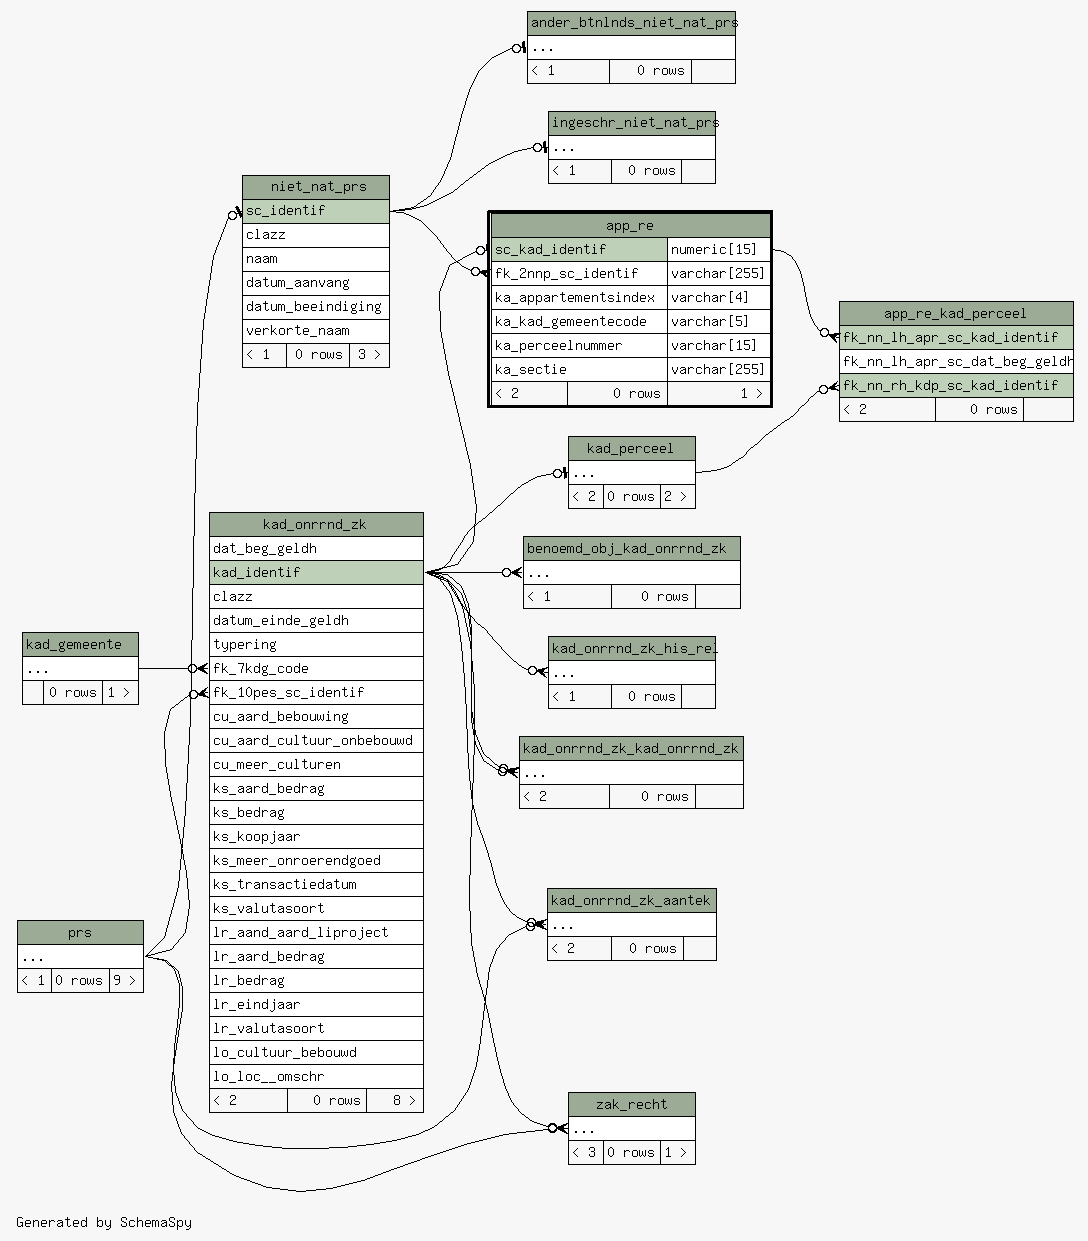 ander_btnlnds_niet_nat_prs
...
< 1 0 rows
ingeschr_niet_nat_prs
...
< 1 0 rows
niet_nat_prs
sc_identif
clazz
naam
datum_aanvang
datum_beeindiging
verkorte_naam
< 1 0 rows 3 >
app_re
sc_kad_identif numeric[15]
fk_2nnp_sc_identif varchar[255]
ka_appartementsindex varchar[4]
ka_kad_gemeentecode varchar[5]
ka_perceelnummer varchar[15]
ka_sectie varchar[255]
< 2 0 rows 1 >
app_re_kad_perceel
fk_nn_lh_apr_sc_kad_identif
fk_nn_lh_apr_sc_dat_beg_geldh
fk_nn_rh_kdp_sc_kad_identif
< 2 0 rows
kad_perceel
...
< 2 0 rows 2 >
kad_onrrnd_zk
dat_beg_geldh
kad_identif
clazz
datum_einde_geldh
typering
fk_7kdg_code
fk_10pes_sc_identif
cu_aard_bebouwing
cu_aard_cultuur_onbebouwd
cu_meer_culturen
ks_aard_bedrag
ks_bedrag
ks_koopjaar
ks_meer_onroerendgoed
ks_transactiedatum
ks_valutasoort
lr_aand_aard_liproject
lr_aard_bedrag
lr_bedrag
lr_eindjaar
lr_valutasoort
lo_cultuur_bebouwd
lo_loc__omschr
< 2 0 rows 8 >
benoemd_obj_kad_onrrnd_zk
...
< 1 0 rows
kad_gemeente
...
0 rows 1 >
kad_onrrnd_zk_his_rel
...
< 1 0 rows
kad_onrrnd_zk_kad_onrrnd_zk
...
< 2 0 rows
kad_onrrnd_zk_aantek
...
< 2 0 rows
prs
...
< 1 0 rows 9 >
zak_recht
...
< 3 0 rows 1 >
Generated by SchemaSpy